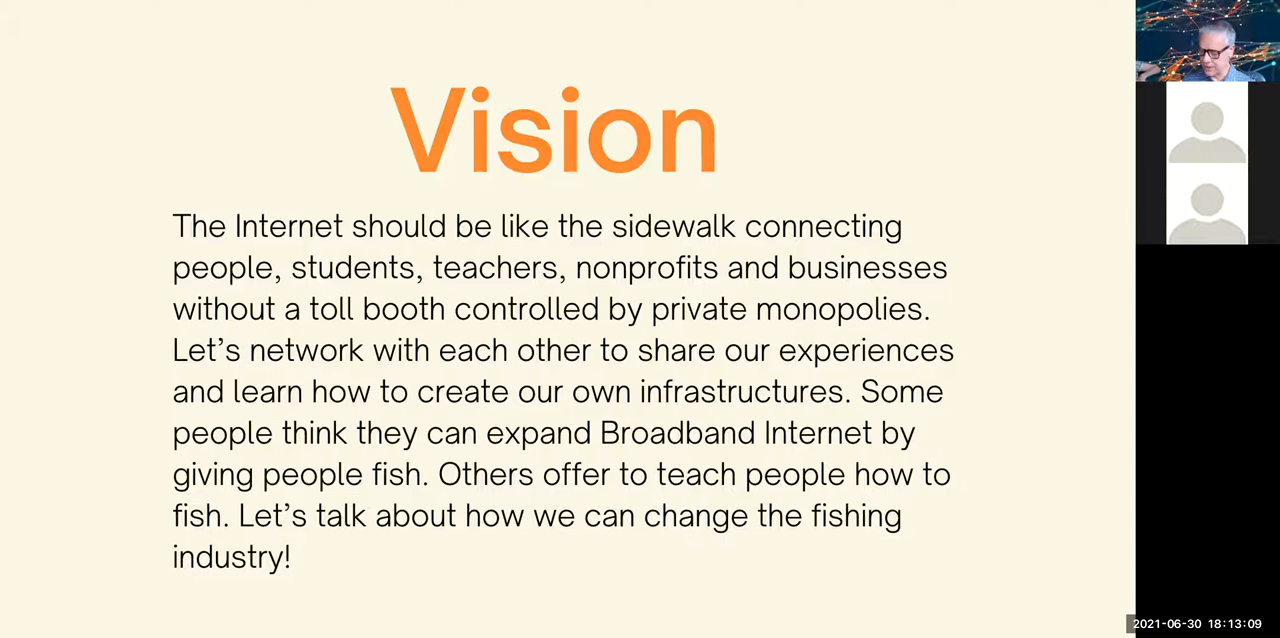 Vision
The Internet should be like the sidewalk connecting
people, students, teachers, nonprofits and businesses
without a toll booth controlled by private monopolies.
Let’s network with each other to share our experiences
and learn how to create our own infrastructures. Some
people think they can expand Broadband Internet by
giving people fish. Others offer to teach people how to
fish. Let’s talk about how we can change the fishing
industry!
2021-06-30 18:13:09